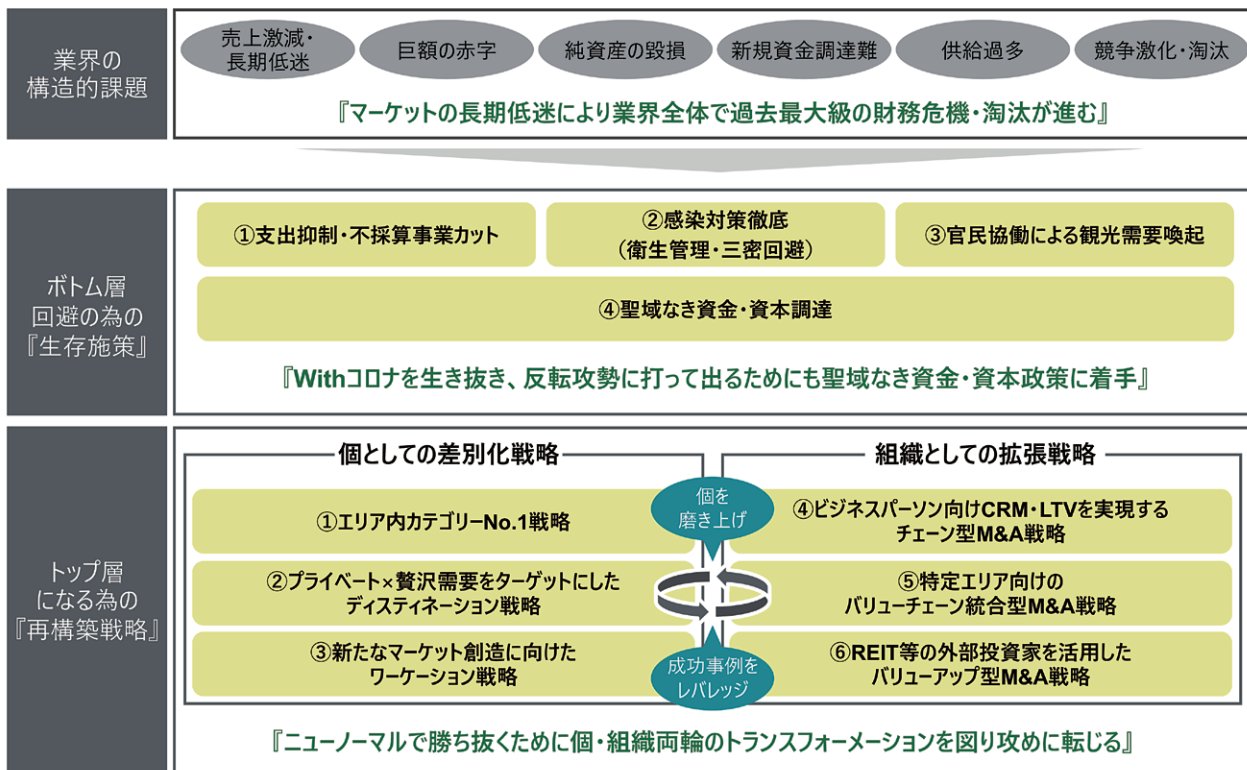 業界の
構造的課題
売上激減・
長期低迷
巨額の赤字
純資産の毀損
新規資金調達難
供給過多
競争激化・淘汰
『マーケットの長期低迷により業界全体で過去最大級の財務危機・淘汰が進む』
ボトム層
回避の為の
『生存施策』
①支出抑制・不採算事業カット
②感染対策徹底
(衛生管理・三密回避)
③官民協働による観光需要喚起
④聖域なき資金・資本調達
『Withコロナを生き抜き、反転攻勢に打って出るためにも聖域なき資金・資本政策に着手』
トップ層
になる為の
『再構築戦略』
個としての差別化戦略
①エリア内カテゴリーNo.1戦略
②プライベート×贅沢需要をターゲットにした
ディスティネーション戦略
③新たなマーケット創造に向けた
ワーケーション戦略
個を
磨き上げ
成功事例を
レバレッジ
組織としての拡張戦略
④ビジネスパーソン向けCRM・LTVを実現する
チェーン型M&A戦略
⑤特定エリア向けの
バリューチェーン統合型M&A戦略
⑥REIT等の外部投資家を活用した
バリューアップ型M&A戦略
『ニューノーマルで勝ち抜くために個・組織両輪のトランスフォーメーションを図り攻めに転じる』